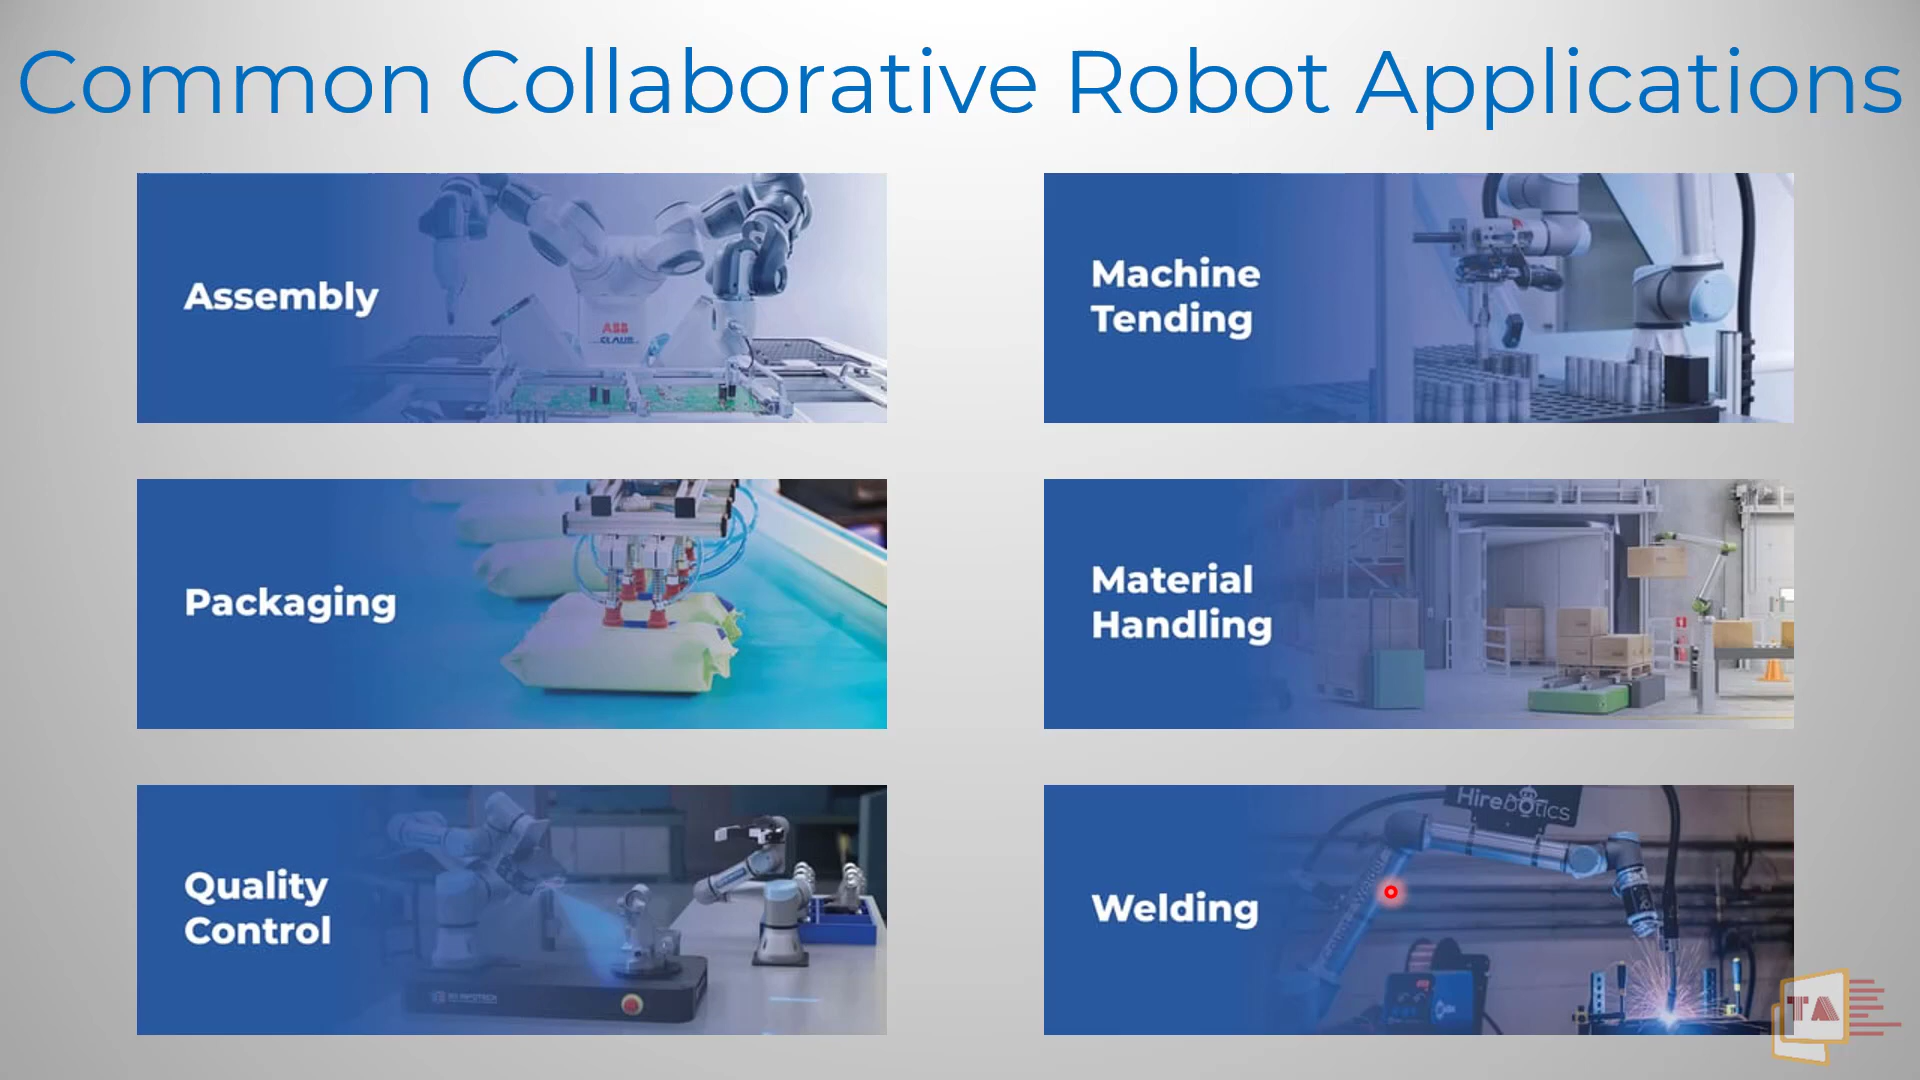 Common Collaborative Robot Applications
Assembly
ABB
Machine
Tending
Packaging
Material
Handling
Quality
Control
Welding
Hirebotics
TA